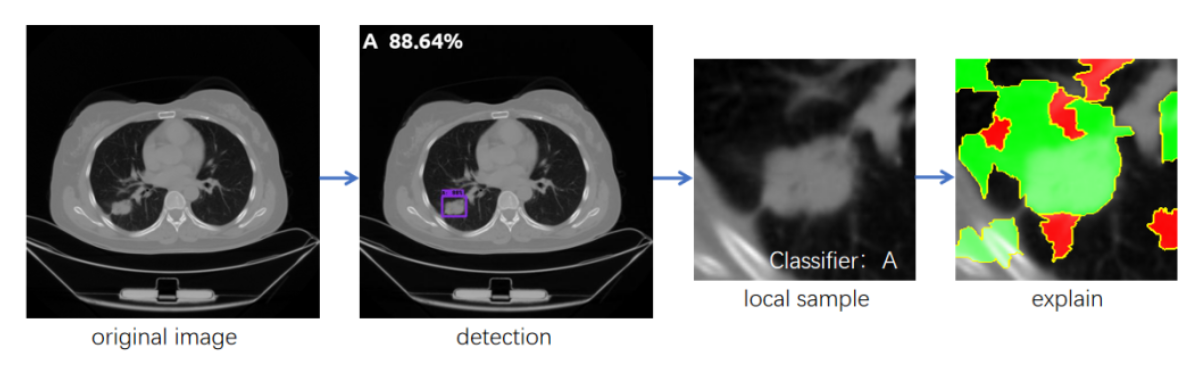 A 88.64%
Classifier: A
local sample
explain
original image
detection